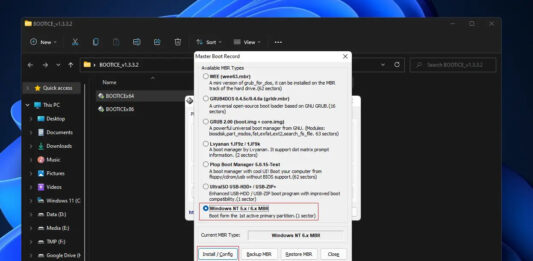 BOOTICE_v1.3.3.2
New
Sort
View
BOOTICE_v1.3.3.2
Search BOOTICE_v1.3.3.2
Quick access
This PC
Desktop
Documents
Downloads
Music
Pictures
Videos
Windows 11 (C
Data (D:)
Media (E:)
TMP (F:)
Google Drive (
Name
BOOTICEx64
BOOTICEx86
Master Boot Record
Available MBR Types
WEE (wee63.mbr)
A mini version of grub_for_dos, it can be installed on the MBR
track of the hard drive.(62 sectors)
GRUB4DOS 0.4.5c/0.4.6a (grldr.mbr)
A universal open-source boot loader based on GNU GRUB.(16
sectors)
GRUB 2.00 (boot.img + core.img)
A powerful universal boot manager from GNU. (Modules:
biosdisk,part_msdos,fat,exfat,ext2,search_fs_file. 63 sectors)
Lyanan 1JF9z / 1JF9k
A boot manager by Lyanan. It support dot matrix prompt
information. (2 sectors)
Plop Boot Manager 5.0.15-Test
A boot manager with cool UI! Boot your computer from
floppy/cdrom/usb without BIOS support.(62 sectors)
UltraISO USB-HDD+ / USB-ZIP+
Enhanced USB-HDD / USB-ZIP boot program with improved boot
compatibility.(1 sector)
Windows NT 5.x / 6.x MBR
Boot form the 1st active primary partition.(1 sector)
Current MBR Type:
Windows NT 6.x MBR
Install / Config
Backup MBR
Restore MBR
Close